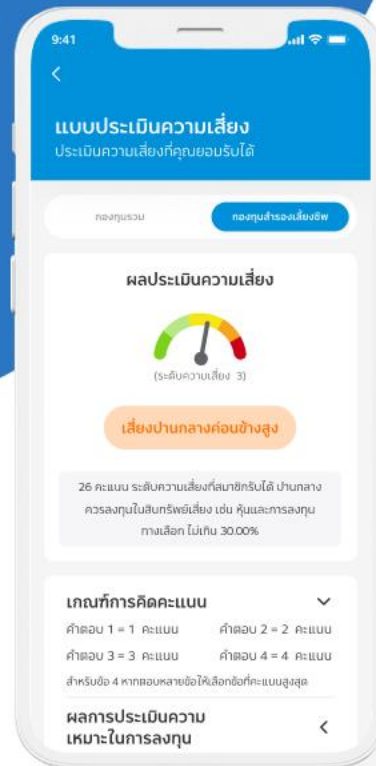 9:41
แบบประเมินความเสี่ยง
ประเมินความเสี่ยงที่คุณยอมรับได้
กองทุนรวม กองทุนสำรองเลี้ยงชีพ
ผลประเมินความเสี่ยง
(ระดับความเสี่ยง 3)
เสี่ยงปานกลางค่อนข้างสูง
26 คะแนน ระดับความเสี่ยงที่สมาชิกรับได้ ปานกลาง
ควรลงทุนในสินทรัพย์เสี่ยง เช่น หุ้นและการลงทุน
ทางเลือก ไม่เกิน 30.00%
เกณฑ์การคิดคะแนน
คำตอบ 1 = 1 คะแนน คำตอบ 2 = 2 คะแนน
คำตอบ 3 = 3 คะแนน คำตอบ 4 = 4 คะแนน
สำหรับข้อ 4 หากตอบหลายข้อให้เลือกข้อที่คะแนนสูงสุด
ผลการประเมินความ
เหมาะในการลงทุน